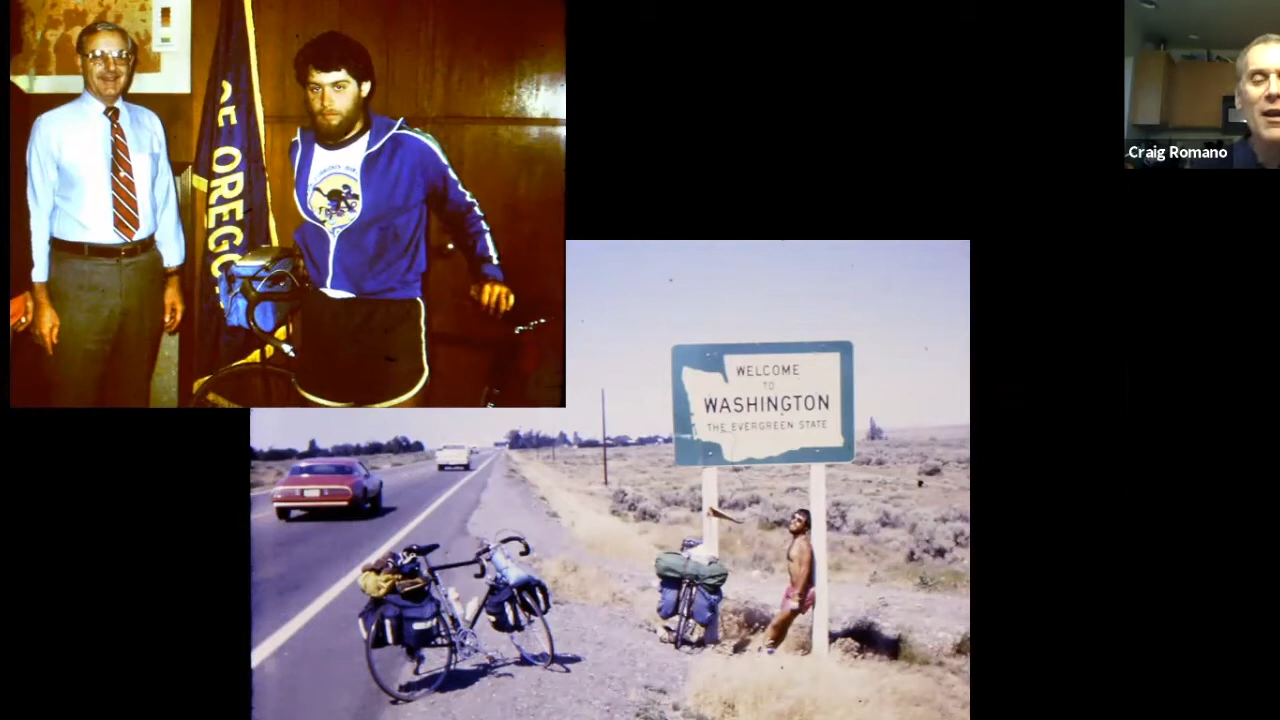 OREGO
Craig Romano
WELCOME
TO
WASHINGTON
THE EVERGREEN STATE